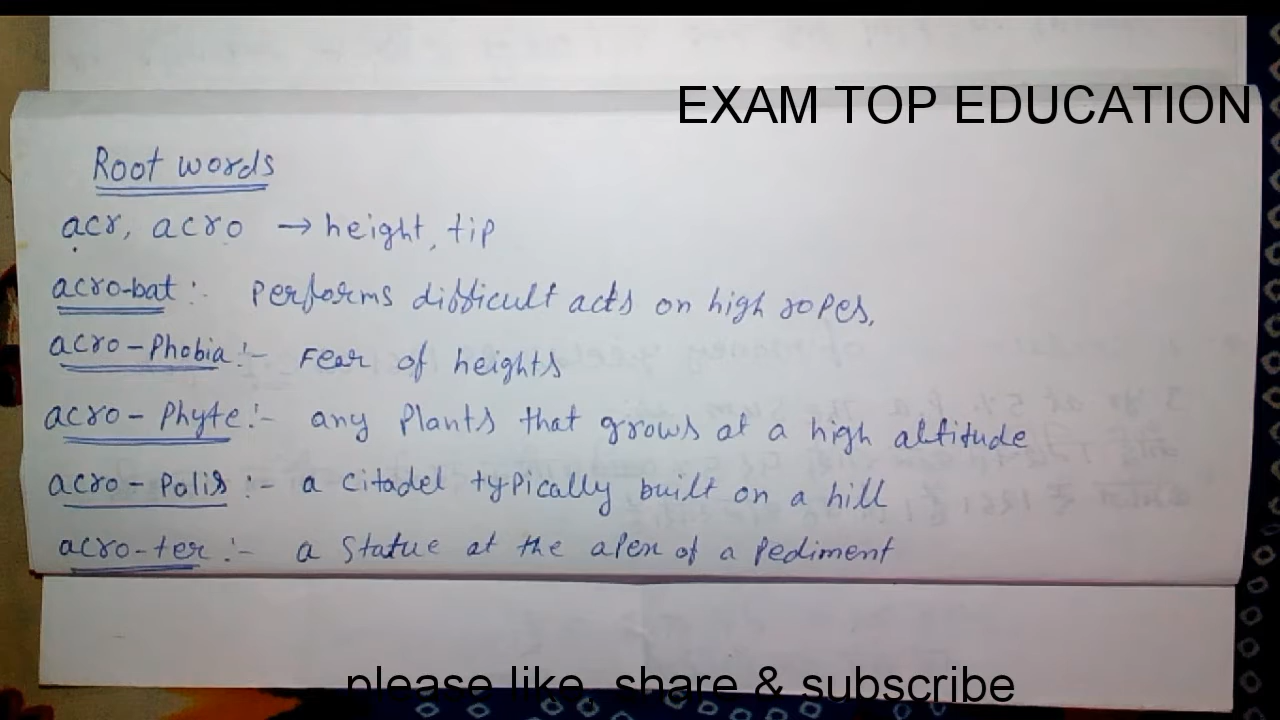 EXAM TOP EDUCATION
Root words
acr, acro → height, tip
acro-bat :- Performs difficult acts on high ropes.
acro-Phobia :- Fear of heights
acro-Phyte :- any Plants that grows at a high altitude
acro-Polis :- a citadel typically built on a hill
acro-ter :- a Statue at the apex of a Pediment
please like, share & subscribe